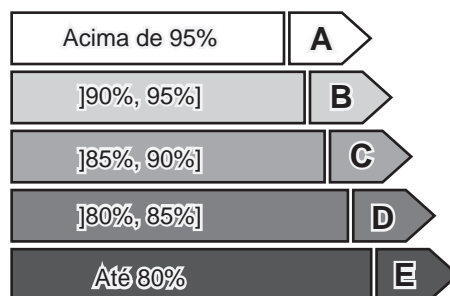 Acima de 95% A
]90%, 95%] B
]85%, 90%] C
]80%, 85%] D
Até 80% E